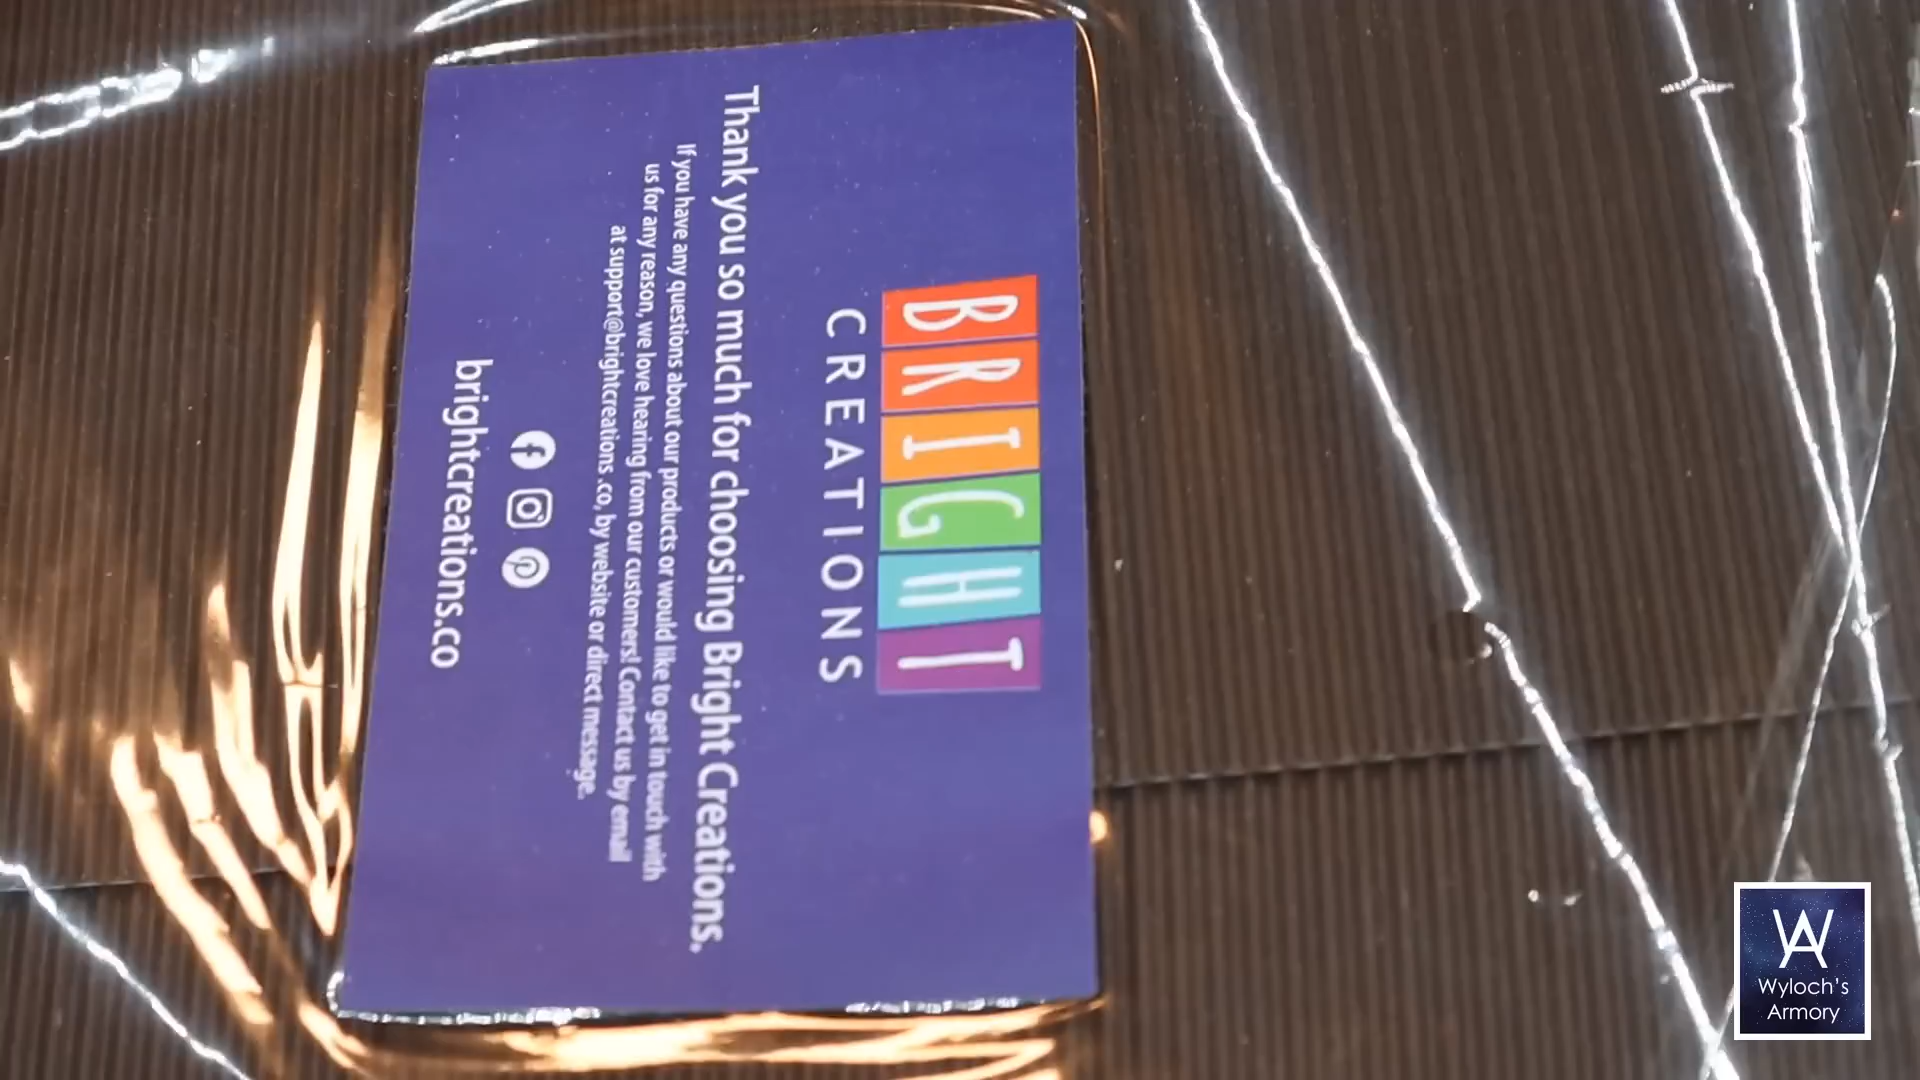 BRIGHT
CREATIONS
Thank you so much for choosing Bright Creations.
If you have any questions about our products or would like to get in touch with
us for any reason, we love hearing from our customers! Contact us by email
at support@brightcreations.co, by website or direct message.
brightcreations.co
WA
Wyloch's
Armory